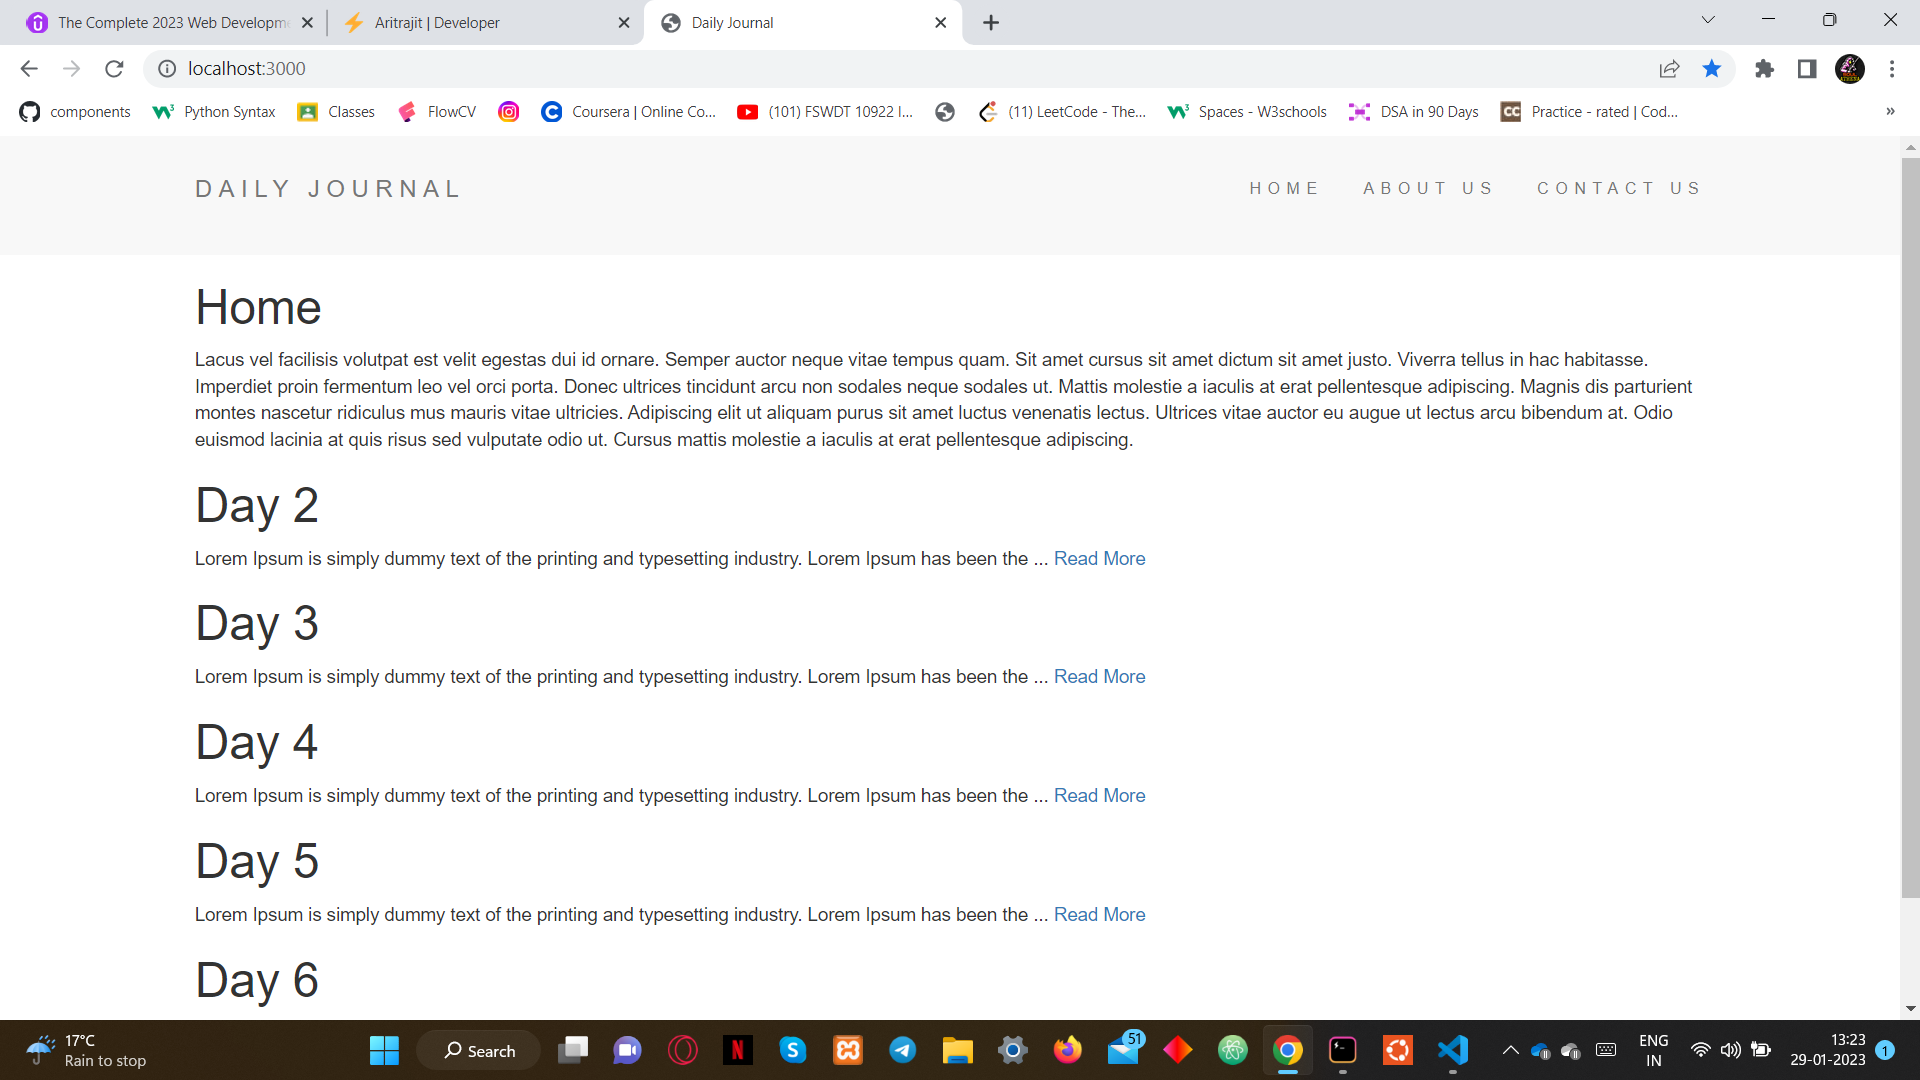 The Complete 2023 Web Developm
Aritrajit | Developer
Daily Journal
localhost:3000
components
Python Syntax
Classes
FlowCV
Coursera | Online Co...
(101) FSWDT 10922 I...
(11) LeetCode - The...
Spaces - W3schools
DSA in 90 Days
Practice - rated | Cod...
DAILY JOURNAL
HOME
ABOUT US
CONTACT US
Home
Lacus vel facilisis volutpat est velit egestas dui id ornare. Semper auctor neque vitae tempus quam. Sit amet cursus sit amet dictum sit amet justo. Viverra tellus in hac habitasse.
Imperdiet proin fermentum leo vel orci porta. Donec ultrices tincidunt arcu non sodales neque sodales ut. Mattis molestie a iaculis at erat pellentesque adipiscing. Magnis dis parturient
montes nascetur ridiculus mus mauris vitae ultricies. Adipiscing elit ut aliquam purus sit amet luctus venenatis lectus. Ultrices vitae auctor eu augue ut lectus arcu bibendum at. Odio
euismod lacinia at quis risus sed vulputate odio ut. Cursus mattis molestie a iaculis at erat pellentesque adipiscing.
Day 2
Lorem Ipsum is simply dummy text of the printing and typesetting industry. Lorem Ipsum has been the ... Read More
Day 3
Lorem Ipsum is simply dummy text of the printing and typesetting industry. Lorem Ipsum has been the ... Read More
Day 4
Lorem Ipsum is simply dummy text of the printing and typesetting industry. Lorem Ipsum has been the ... Read More
Day 5
Lorem Ipsum is simply dummy text of the printing and typesetting industry. Lorem Ipsum has been the ... Read More
Day 6
17°C
Rain to stop
Search
51
ENG
IN
13:23
29-01-2023
1